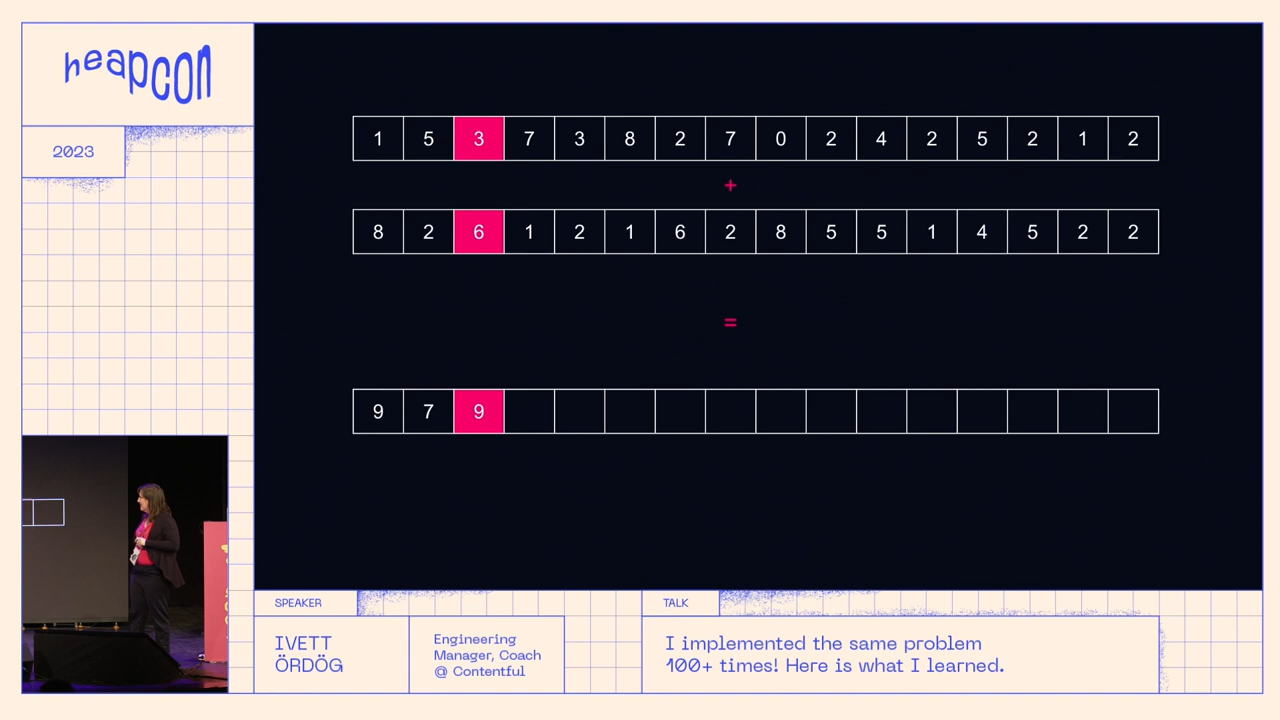 heapcon
2023
1 5 3 7 3 8 2 7 0 2 4 2 5 2 1 2
+
8 2 6 1 2 1 6 2 8 5 5 1 4 5 2 2
=
9 7 9
SPEAKER
IVETT
ÖRDÖG
Engineering
Manager, Coach
@ Contentful
TALK
I implemented the same problem
100+ times! Here is what I learned.